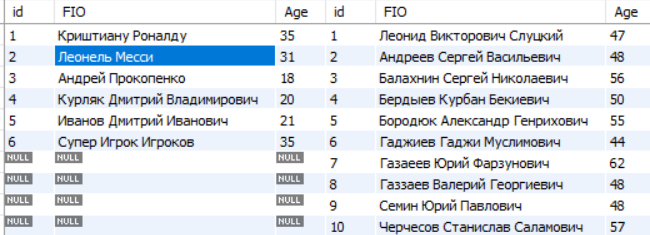 id FIO Age id FIO Age
1 Криштиану Роналду 35 1 Леонид Викторович Слуцкий 47
2 Леонель Месси 31 2 Андреев Сергей Васильевич 48
3 Андрей Прокопенко 18 3 Балахнин Сергей Николаевич 56
4 Курляк Дмитрий Владимирович 20 4 Бердыев Курбан Бекиевич 50
5 Иванов Дмитрий Иванович 21 5 Бородюк Александр Генрихович 55
6 Супер Игрок Игроков 35 6 Гаджиев Гаджи Муслимович 44
NULL NULL NULL 7 Газаеев Юрий Фарзунович 62
NULL NULL NULL 8 Газзаев Валерий Георгиевич 48
NULL NULL NULL 9 Семин Юрий Павлович 48
NULL NULL NULL 10 Черчесов Станислав Саламович 57